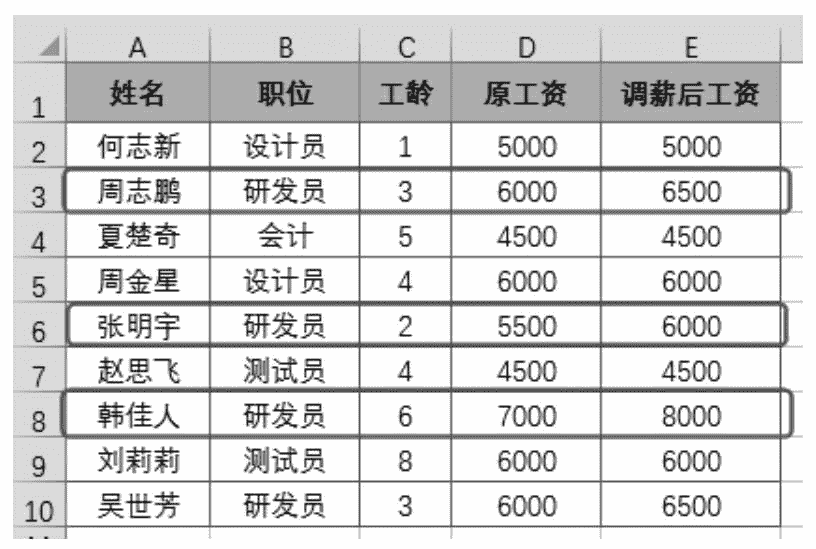 A B C D E
1 姓名 职位 工龄 原工资 调薪后工资
2 何志新 设计员 1 5000 5000
3 周志鹏 研发员 3 6000 6500
4 夏楚奇 会计 5 4500 4500
5 周金星 设计员 4 6000 6000
6 张明宇 研发员 2 5500 6000
7 赵思飞 测试员 4 4500 4500
8 韩佳人 研发员 6 7000 8000
9 刘莉莉 测试员 8 6000 6000
10 吴世芳 研发员 3 6000 6500